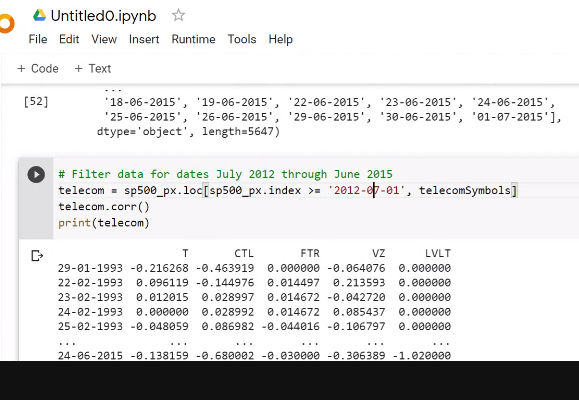 Untitled0.ipynb
File Edit View Insert Runtime Tools Help
+ Code + Text
...
[52] '18-06-2015', '19-06-2015', '22-06-2015', '23-06-2015', '24-06-2015',
'25-06-2015', '26-06-2015', '29-06-2015', '30-06-2015', '01-07-2015'],
dtype='object', length=5647)
# Filter data for dates July 2012 through June 2015
telecom = sp500_px.loc[sp500_px.index >= '2012-07-01', telecomSymbols]
telecom.corr()
print(telecom)
T CTL FTR VZ LVLT
29-01-1993 -0.216268 -0.463919 0.000000 -0.064076 0.000000
22-02-1993 0.096119 -0.144976 0.014497 0.213593 0.000000
23-02-1993 0.012015 0.028997 0.014672 -0.042720 0.000000
24-02-1993 0.000000 0.028992 0.014672 0.085437 0.000000
25-02-1993 -0.048059 0.086982 -0.044016 -0.106797 0.000000
... ... ... ... ... ...
24-06-2015 -0.138159 -0.680002 -0.030000 -0.306389 -1.020000